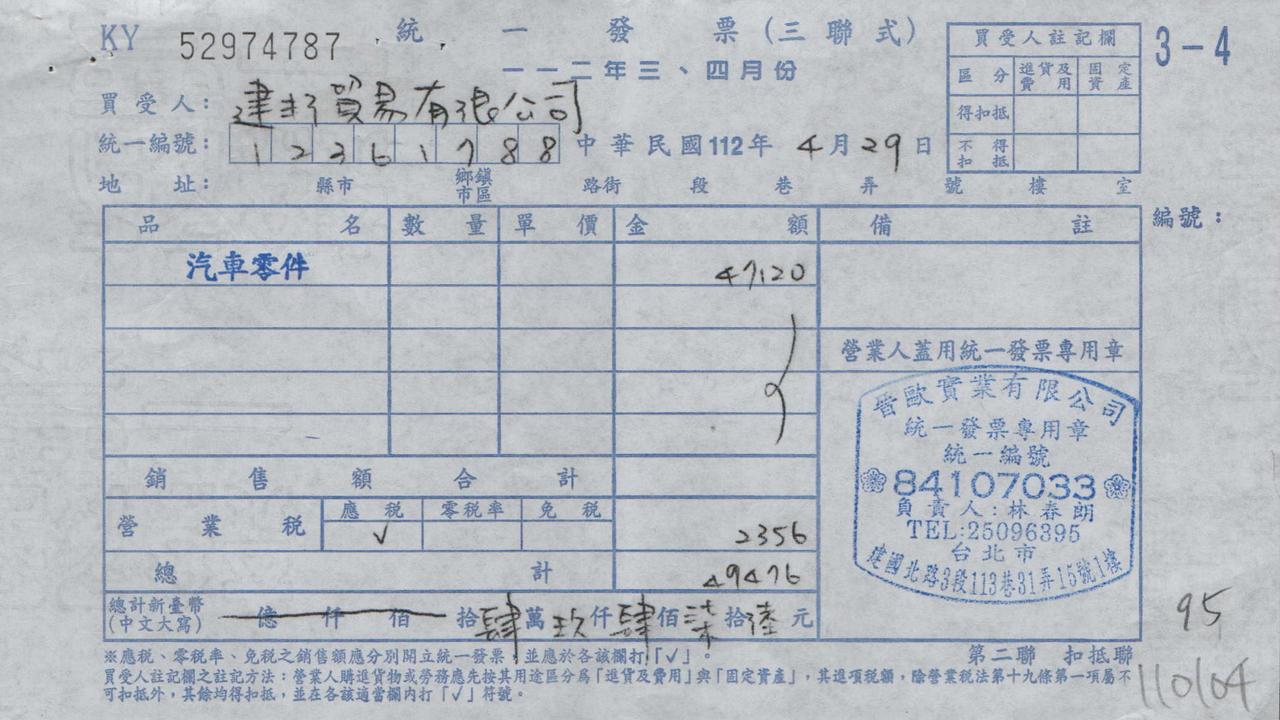 KY 52974787
統一發票(三聯式)
一一二年三、四月份
3-4
買受人註記欄
區分 進貨及費用 固定資產
得扣抵
不得扣抵
買受人: 建 貿易有限公司
統一編號: 12361788
中華民國112年 4月29日
地址: 縣市 鄉鎮市區 路街 段 巷 弄 號 樓 室
編號:
品名 數量 單價 金額 備註
汽車零件 47120
營業人蓋用統一發票專用章
晉歐實業有限公司
統一發票專用章
統一編號
84107033
負責人:林春朗
TEL:25096395
台北市
建國北路3段113巷31弄15號1樓
銷售額合計
營業稅 應稅 零稅率 免稅
√ 2356
總計 49476
總計新臺幣(中文大寫) 億仟佰拾肆萬玖仟肆佰柒拾陸元
95
※應稅、零稅率、免稅之銷售額應分別開立統一發票,並應於各該欄打「√」。
第二聯 扣抵聯
買受人註記欄之註記方法:營業人購進貨物或勞務應先按其用途區分為「進貨及費用」與「固定資產」,其進項稅額,除營業稅法第十九條第一項屬不
可扣抵外,其餘均得扣抵,並在各該適當欄內打「√」符號。
110104